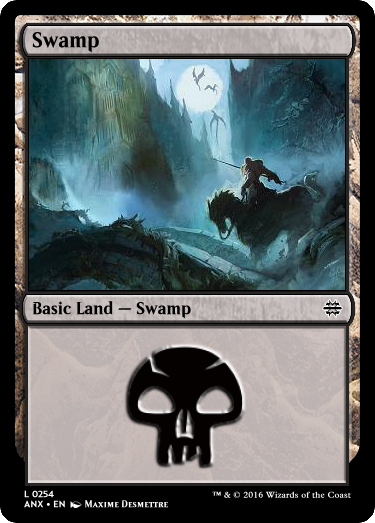 Swamp
Basic Land — Swamp
L 0254
ANX • EN Maxime Desmettre
™ & © 2016 Wizards of the Coast